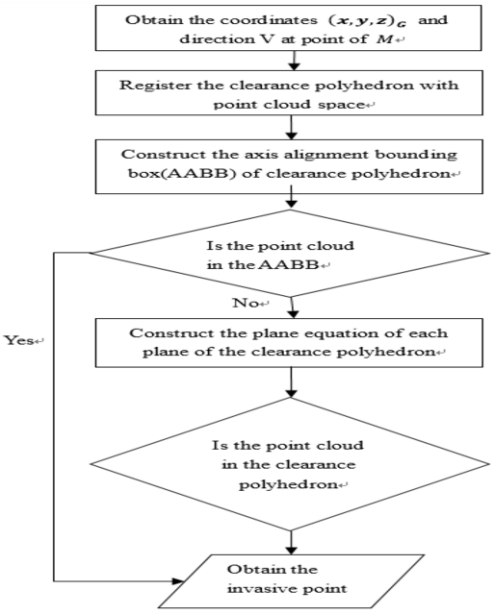 Obtain the coordinates (x, y, z)G and
direction V at point of M↵
Register the clearance polyhedron with
point cloud space↵
Construct the axis alignment bounding
box(AABB) of clearance polyhedron↵
Is the point cloud
in the AABB↵
No↵
Yes↵
Construct the plane equation of each
plane of the clearance polyhedron↵
Is the point cloud
in the clearance
polyhedron↵
Obtain the
invasive point